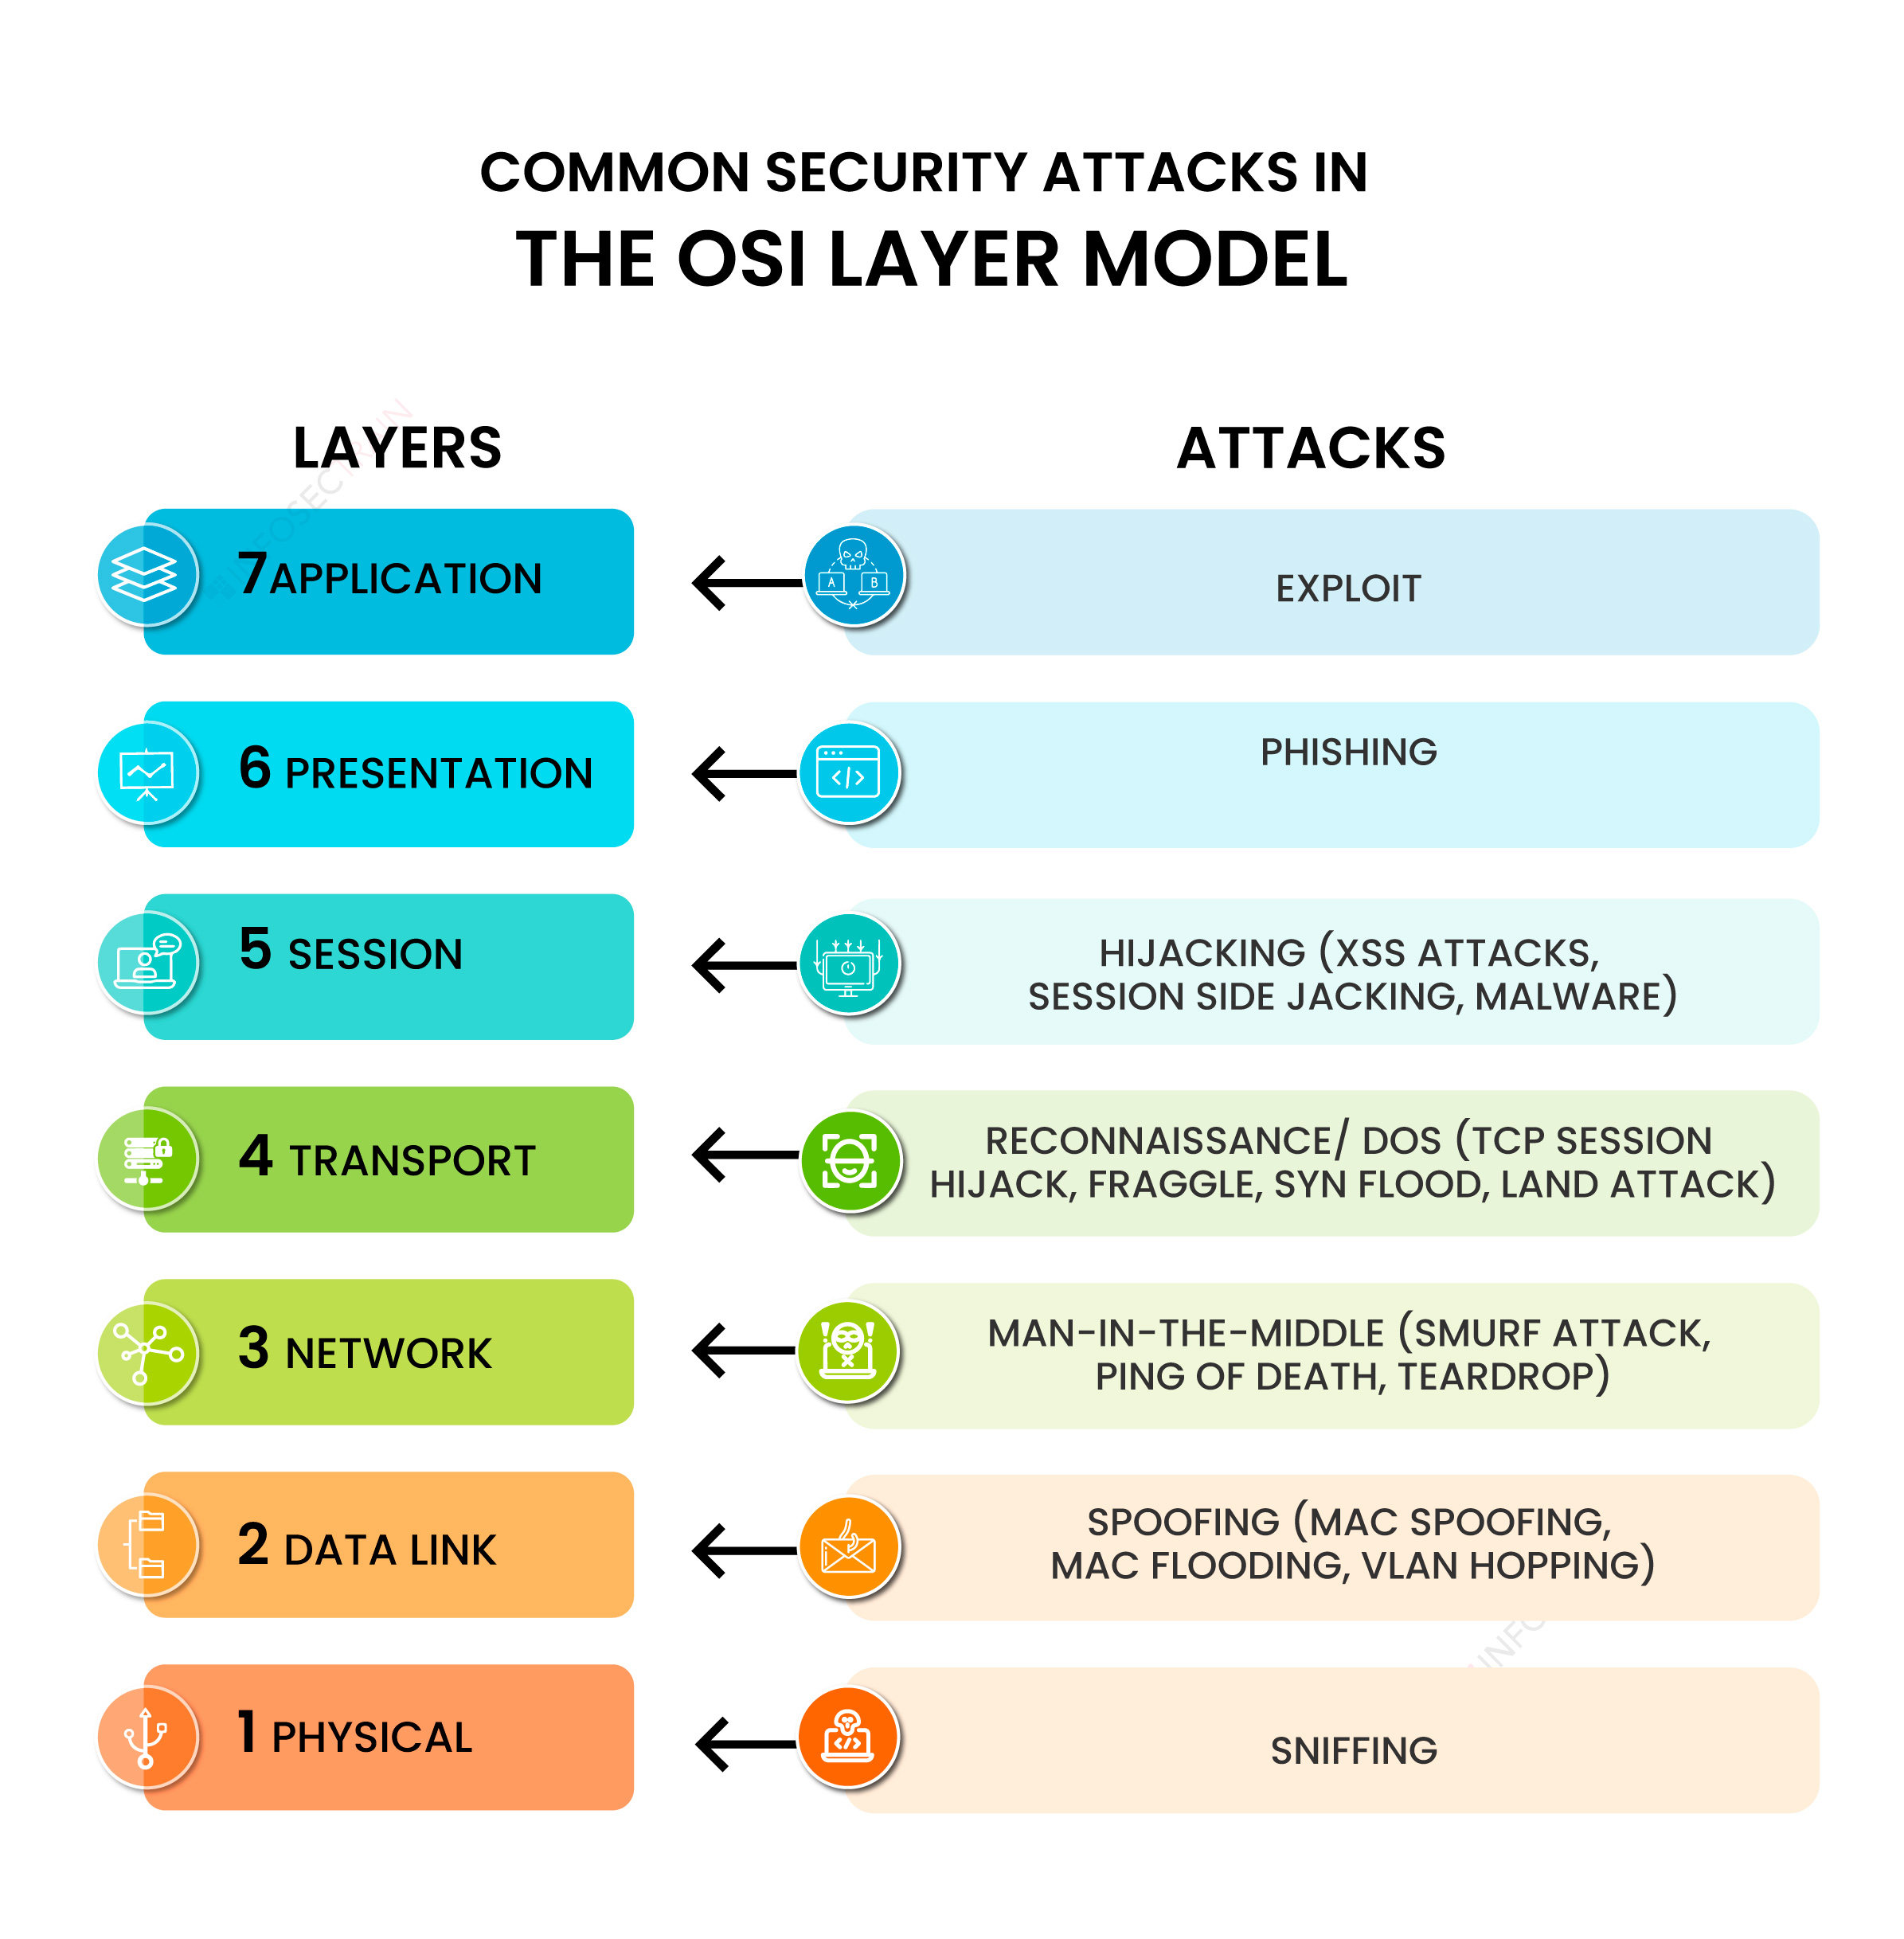 COMMON SECURITY ATTACKS IN
THE OSI LAYER MODEL
LAYERS
ATTACKS
INFOSECTRAIN
7APPLICATION
A
B
EXPLOIT
6 PRESENTATION
</>
PHISHING
5 SESSION
HIJACKING (XSS ATTACKS,
SESSION SIDE JACKING, MALWARE)
4 TRANSPORT
RECONNAISSANCE/ DOS (TCP SESSION
HIJACK, FRAGGLE, SYN FLOOD, LAND ATTACK)
3 NETWORK
MAN-IN-THE-MIDDLE (SMURF ATTACK,
PING OF DEATH, TEARDROP)
2 DATA LINK
SPOOFING (MAC SPOOFING,
MAC FLOODING, VLAN HOPPING)
1 PHYSICAL
</>
SNIFFING